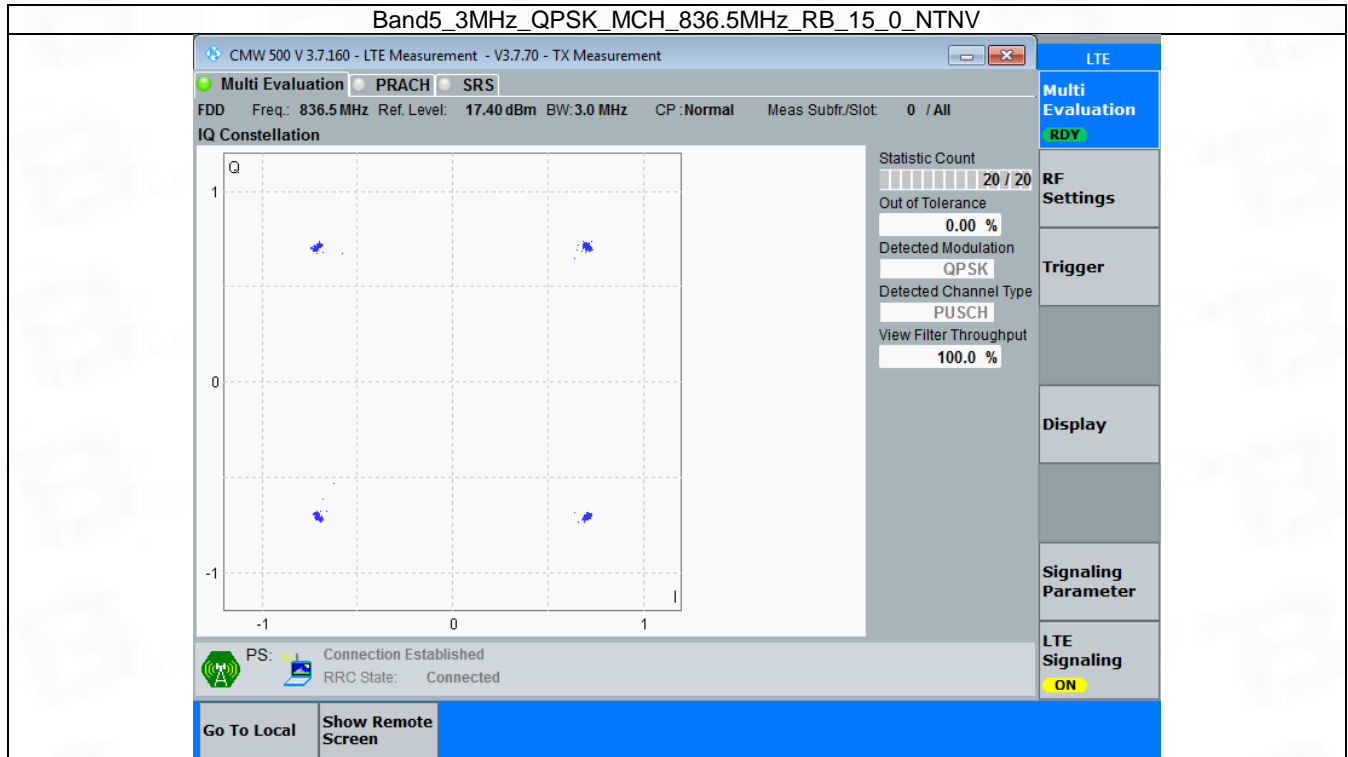 Band5_3MHz_QPSK_MCH_836.5MHz_RB_15_0_NTNV
CMW 500 V 3.7.160 - LTE Measurement - V3.7.70 - TX Measurement
LTE
Multi Evaluation PRACH SRS
Multi Evaluation
RDY
FDD Freq.: 836.5 MHz Ref. Level: 17.40 dBm BW: 3.0 MHz CP : Normal Meas Subfr./Slot: 0 / All
IQ Constellation
Q
1
0
-1
-1 0 1
I
Statistic Count
20 / 20
Out of Tolerance
0.00 %
Detected Modulation
QPSK
Detected Channel Type
PUSCH
View Filter Throughput
100.0 %
RF
Settings
Trigger
Display
Signaling
Parameter
LTE
Signaling
ON
PS: Connection Established
RRC State: Connected
Go To Local
Show Remote
Screen